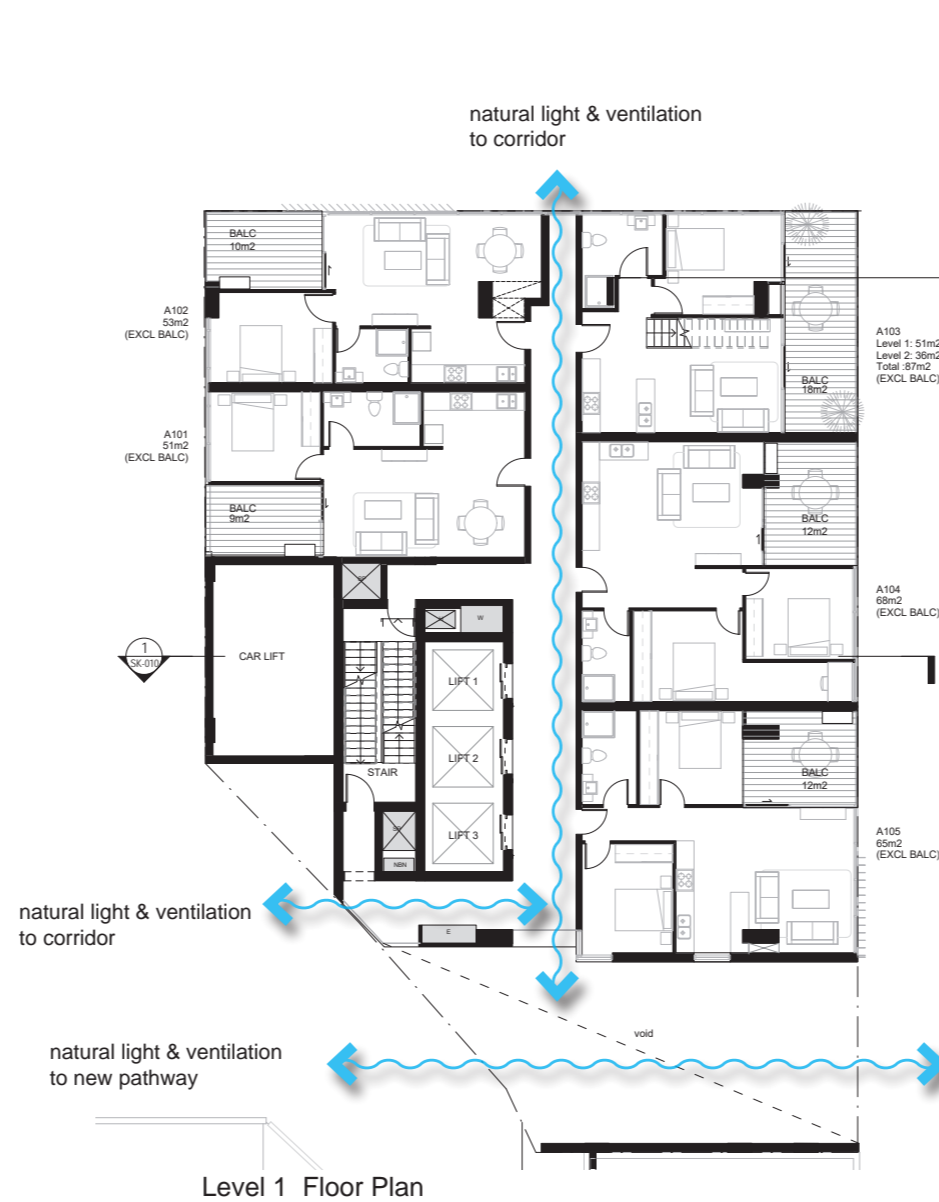 natural light & ventilation
to corridor
BALC
10m2
A102
53m2
(EXCL BALC)
A103
Level 1: 51m2
Level 2: 36m2
Total :87m2
(EXCL BALC)
BALC
18m2
A101
51m2
(EXCL BALC)
BALC
9m2
BALC
12m2
A104
68m2
(EXCL BALC)
W
1
SK-010
CAR LIFT
LIFT 1
LIFT 2
STAIR
BALC
12m2
LIFT 3
NBN
A105
65m2
(EXCL BALC)
natural light & ventilation
to corridor
E
void
natural light & ventilation
to new pathway
Level 1 Floor Plan